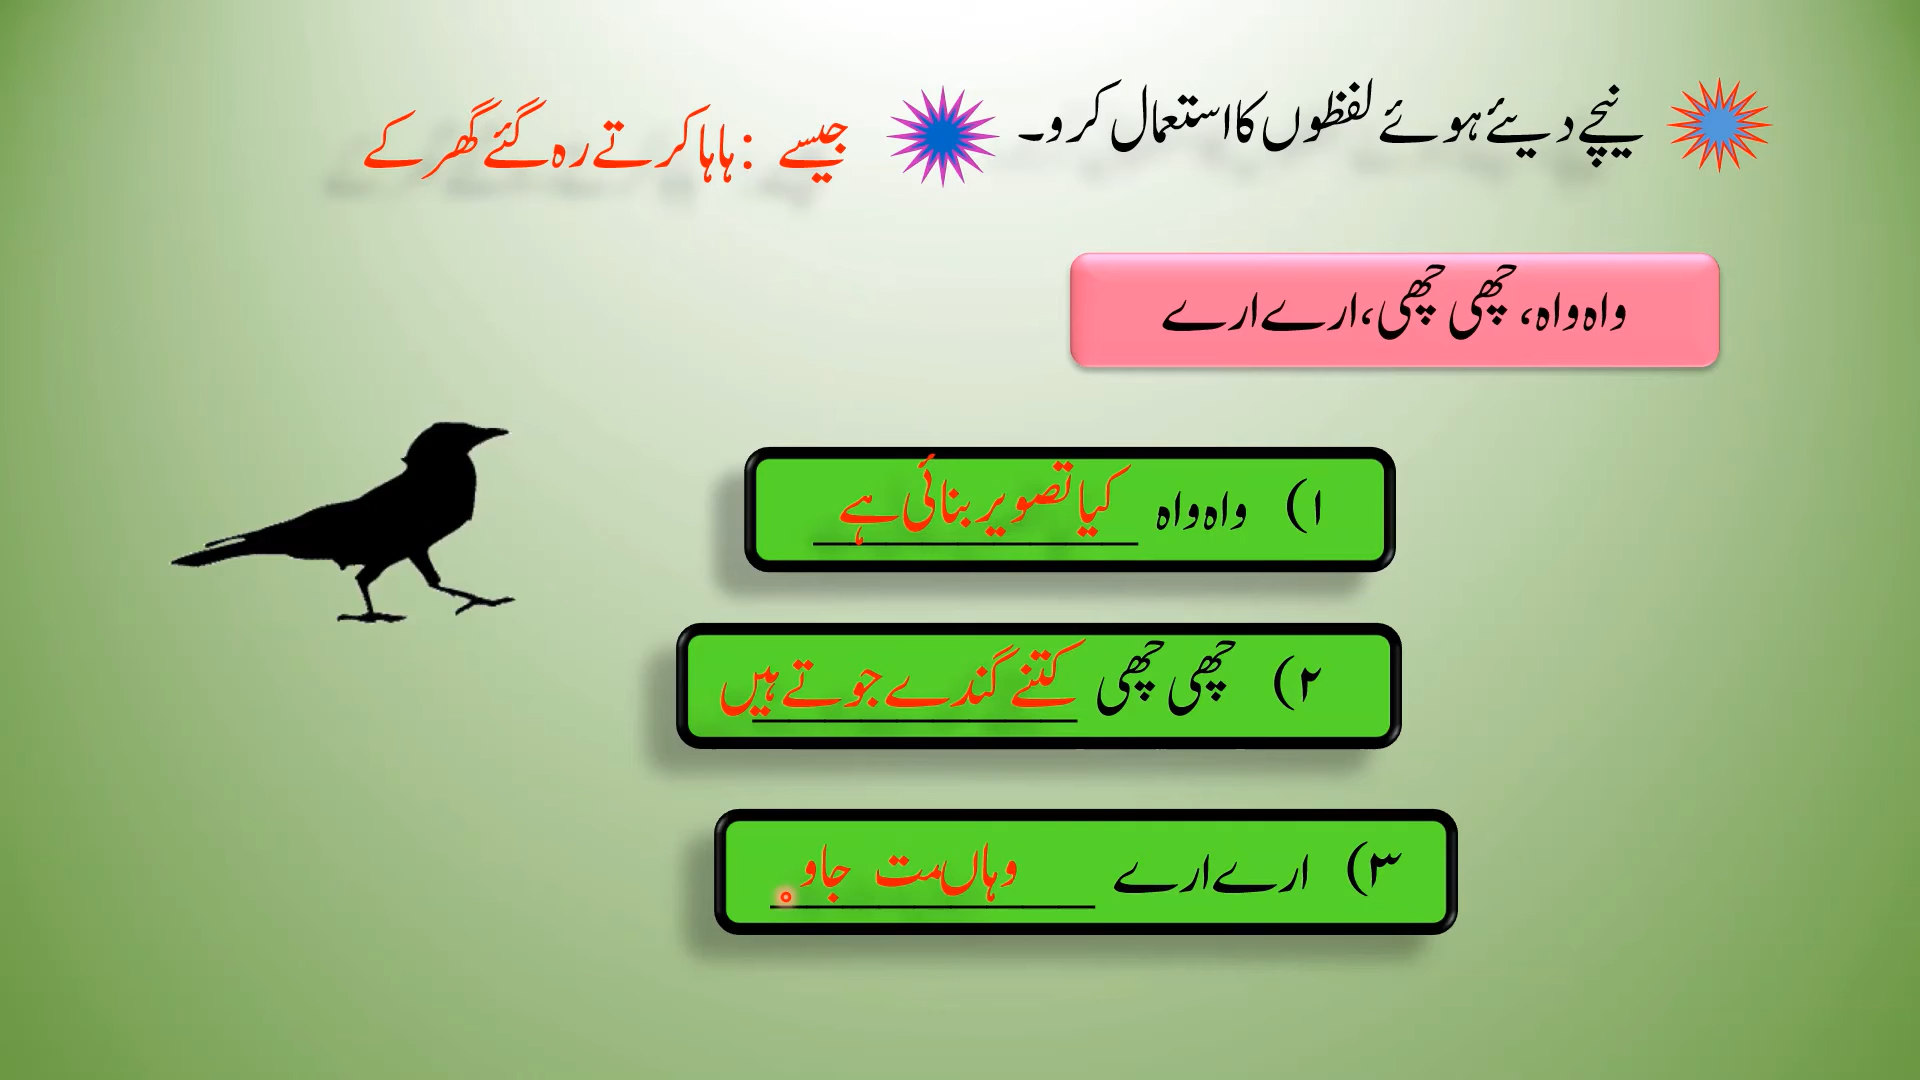 نیچے دیئے ہوئے لفظوں کا استعمال کرو۔
جیسے : ہاہا کرتے رہ گئے گھر کے
واہ واہ، چھی چھی، ارے ارے
۱) واہ واہ کیا تصویر بنائی ہے
۲) چھی چھی کتنے گندے جوتے ہیں
۳) ارے ارے وہاں مت جاو